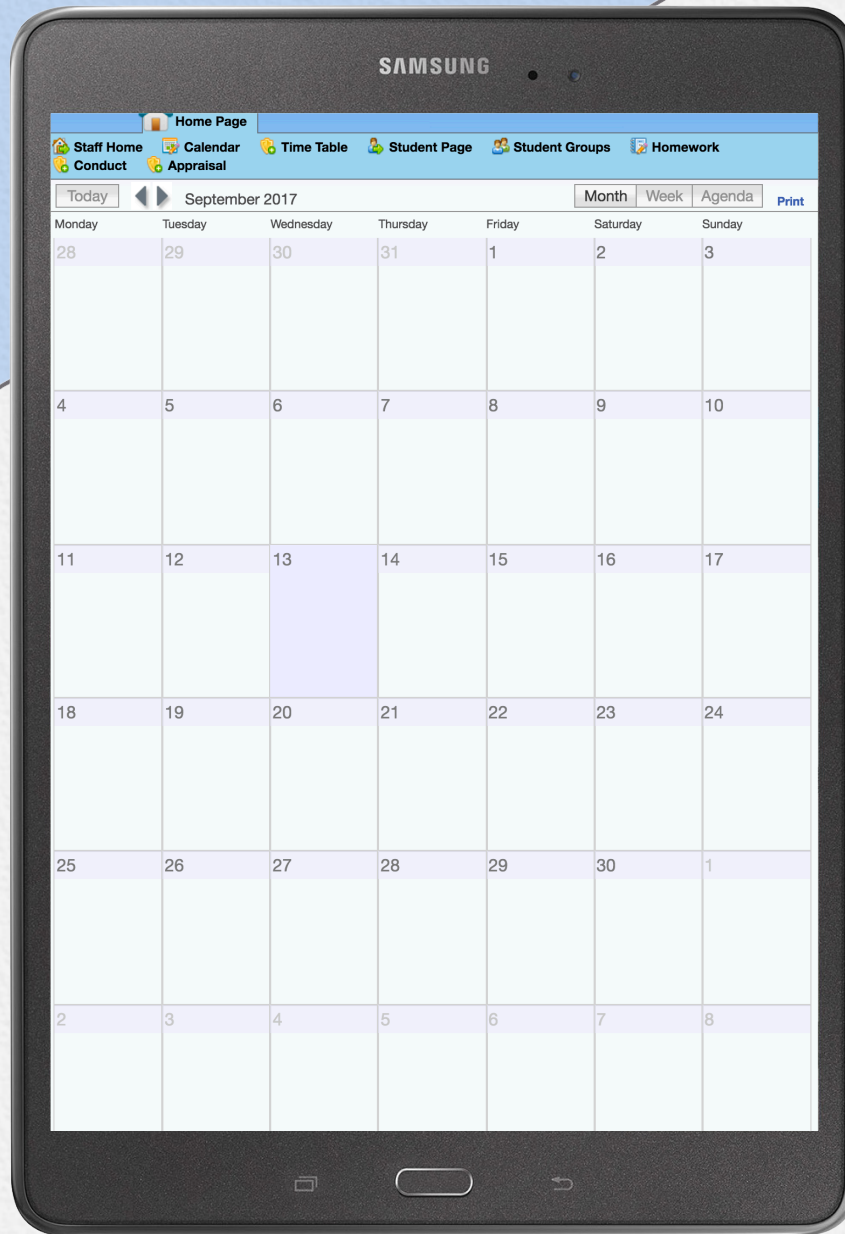 SAMSUNG
Home Page
Staff Home Calendar Time Table Student Page Student Groups Homework
Conduct Appraisal
Today September 2017 Month Week Agenda Print
Monday Tuesday Wednesday Thursday Friday Saturday Sunday
28 29 30 31 1 2 3
4 5 6 7 8 9 10
11 12 13 14 15 16 17
18 19 20 21 22 23 24
25 26 27 28 29 30 1
2 3 4 5 6 7 8